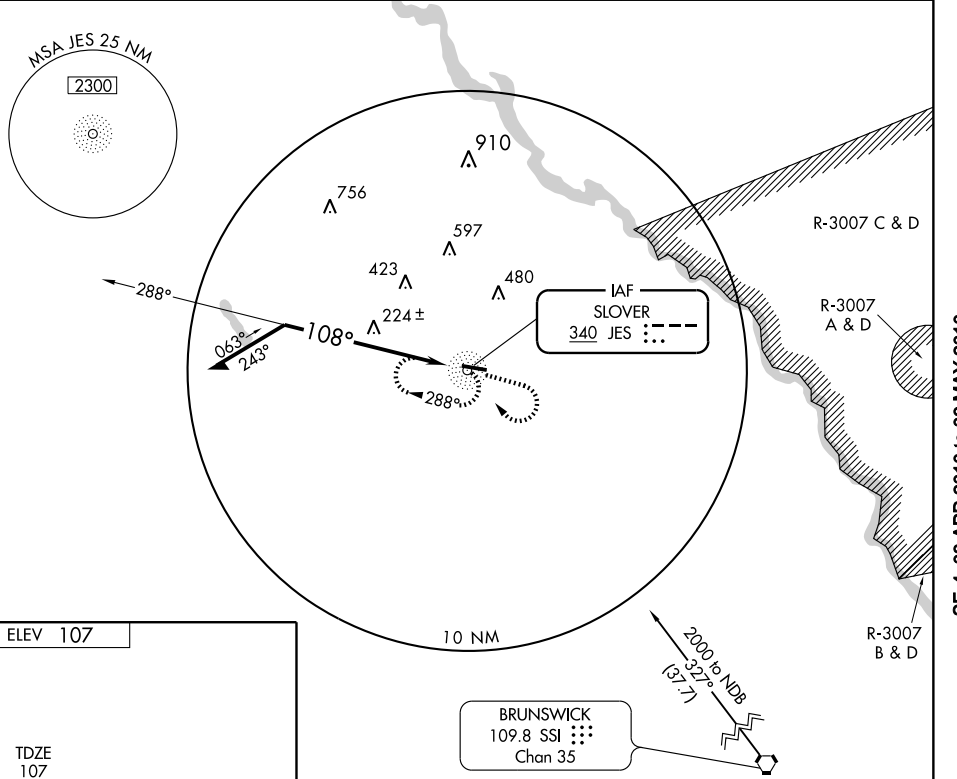 MSA JES 25 NM
2300
910
756
597
423
480
224 ±
288°
108°
063°
243°
288°
IAF
SLOVER
340 JES
R-3007 C & D
R-3007
A & D
R-3007
B & D
10 NM
2000 to NDB
327°
(37.7)
BRUNSWICK
109.8 SSI
Chan 35
ELEV 107
TDZE
107